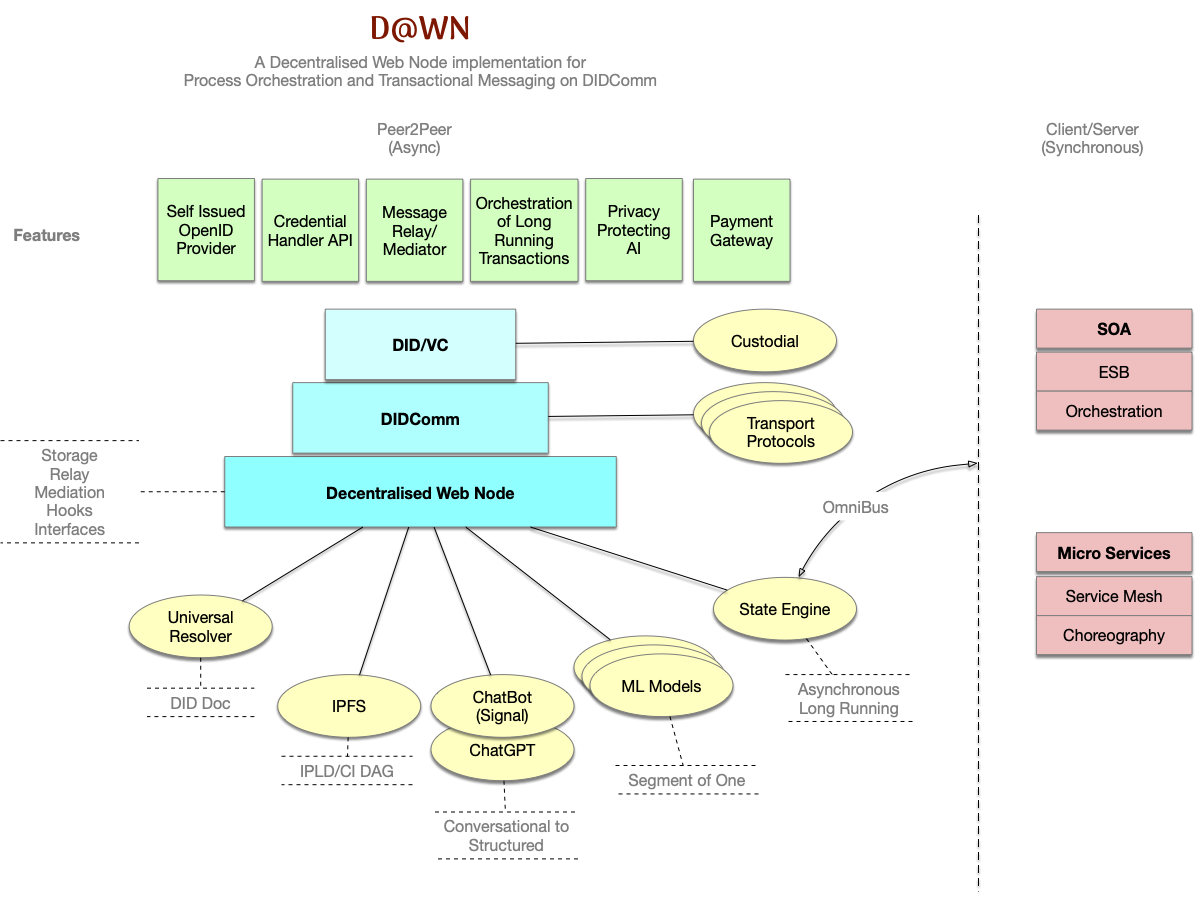 D@WN
A Decentralised Web Node implementation for
Process Orchestration and Transactional Messaging on DIDComm
Peer2Peer
(Async)
Client/Server
(Synchronous)
Features
Self Issued
OpenID
Provider
Credential
Handler API
Message
Relay/
Mediator
Orchestration
of Long
Running
Transactions
Privacy
Protecting
AI
Payment
Gateway
DID/VC
Custodial
SOA
ESB
Orchestration
DIDComm
Transport
Protocols
Storage
Relay
Mediation
Hooks
Interfaces
Decentralised Web Node
OmniBus
Micro Services
Service Mesh
Choreography
Universal
Resolver
DID Doc
IPFS
IPLD/CI DAG
ChatBot
(Signal)
ChatGPT
Conversational to
Structured
ML Models
Segment of One
State Engine
Asynchronous
Long Running